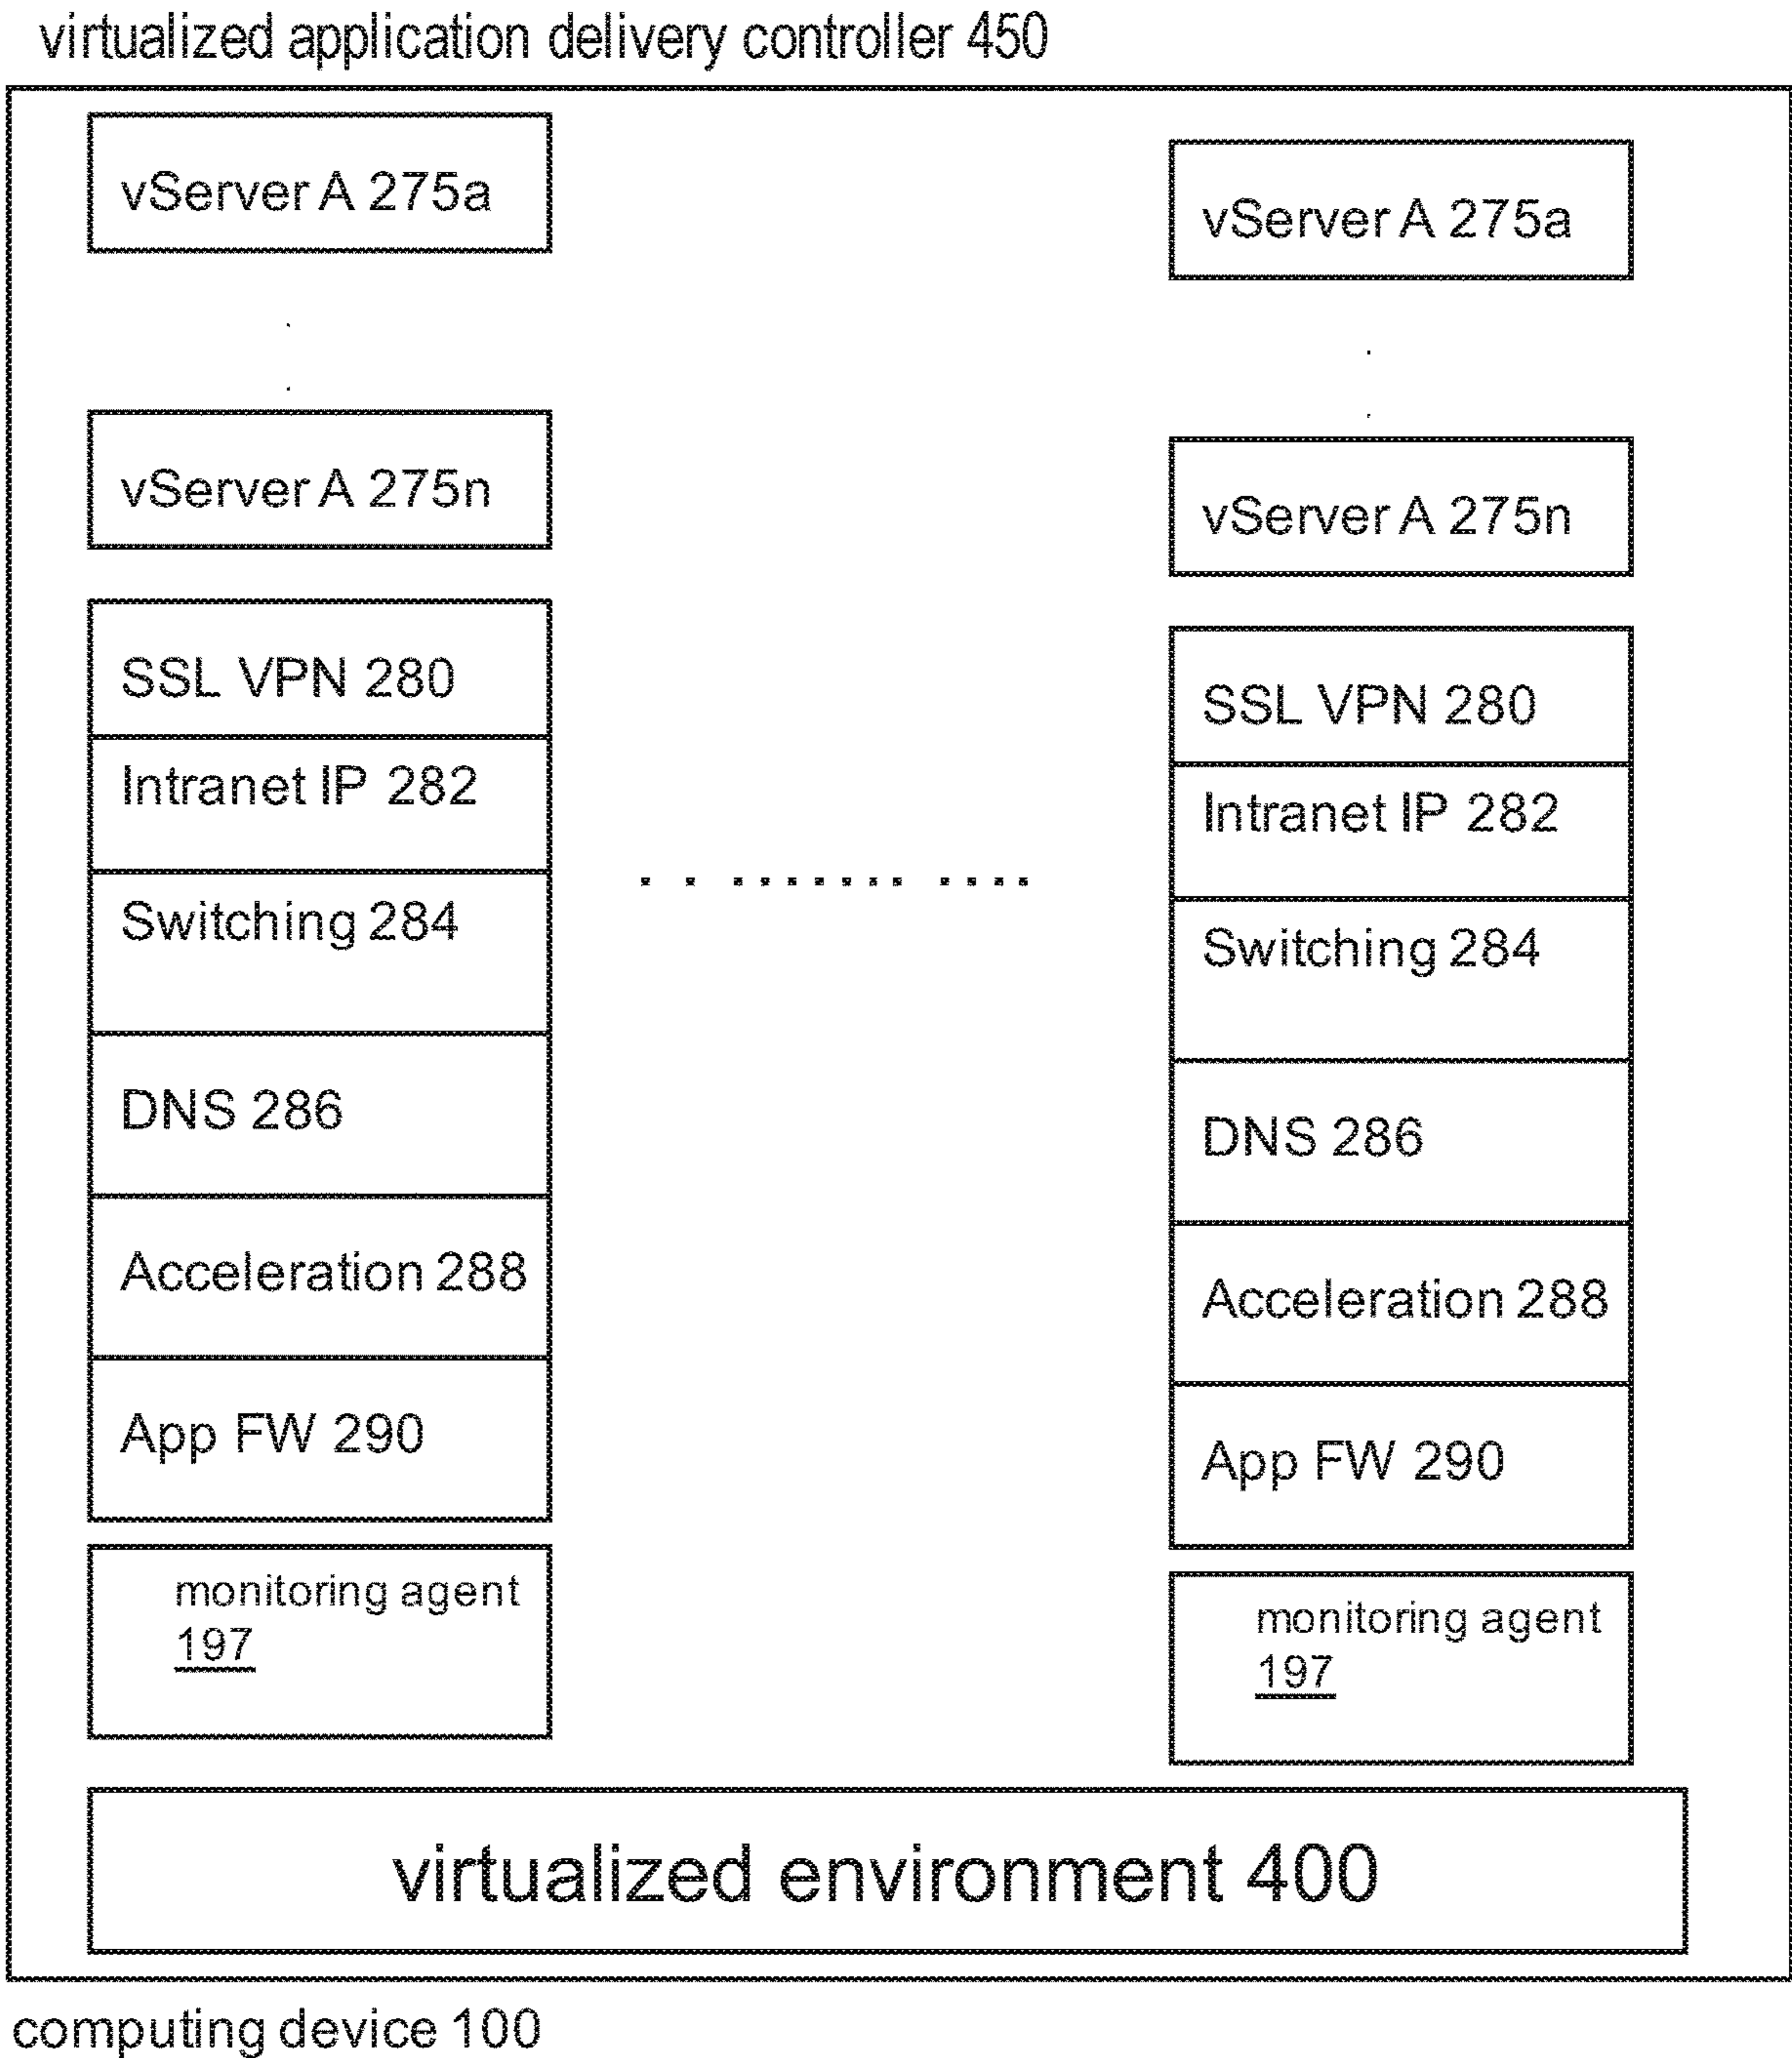 virtualized application delivery controller 450
vServer A 275a
vServer A 275n
SSL VPN 280
Intranet IP 282
Switching 284
DNS 286
Acceleration 288
App FW 290
monitoring agent
197
vServer A 275a
vServer A 275n
SSL VPN 280
Intranet IP 282
Switching 284
DNS 286
Acceleration 288
App FW 290
monitoring agent
197
virtualized environment 400
computing device 100